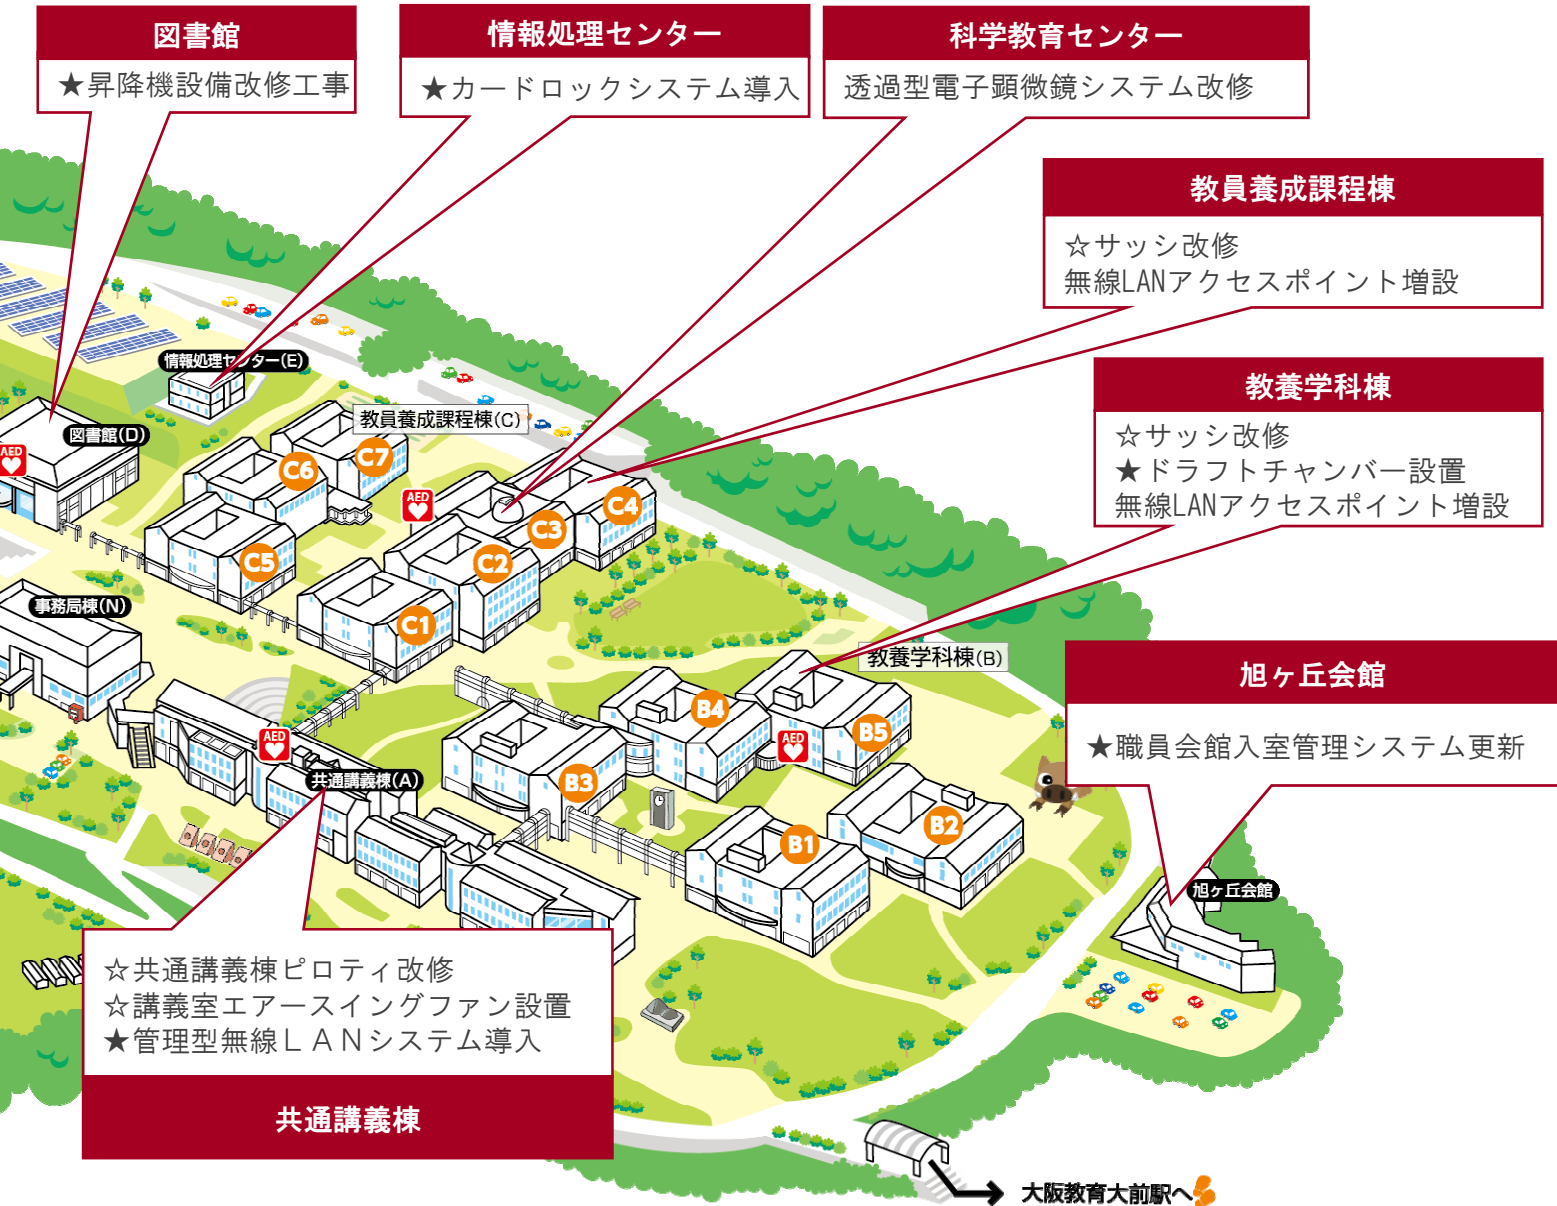 図書館
★昇降機設備改修工事
情報処理センター
★カードロックシステム導入
科学教育センター
透過型電子顕微鏡システム改修
教員養成課程棟
☆サッシ改修
無線LANアクセスポイント増設
教養学科棟
☆サッシ改修
★ドラフトチャンバー設置
無線LANアクセスポイント増設
旭ヶ丘会館
★職員会館入室管理システム更新
情報処理センター(E)
図書館(D)
AED
教員養成課程棟(C)
C7
C6
C5
AED
C4
C3
C2
C1
事務局棟(N)
教養学科棟(B)
B4
B5
AED
B3
B2
B1
AED
共通講義棟(A)
旭ヶ丘会館
☆共通講義棟ピロティ改修
☆講義室エアースイングファン設置
★管理型無線ＬＡＮシステム導入
共通講義棟
大阪教育大前駅へ